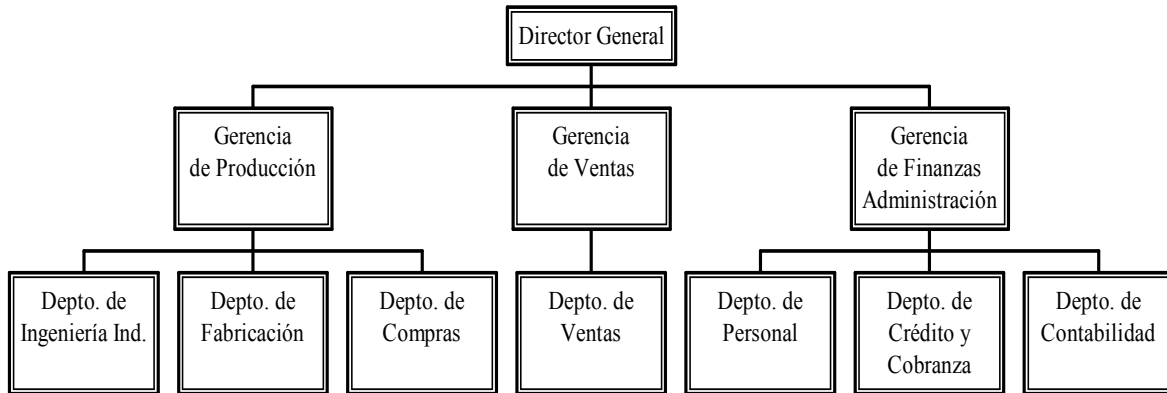 Director General
Gerencia
de Producción
Gerencia
de Ventas
Gerencia
de Finanzas
Administración
Depto. de
Ingeniería Ind.
Depto. de
Fabricación
Depto. de
Compras
Depto. de
Ventas
Depto. de
Personal
Depto. de
Crédito y
Cobranza
Depto. de
Contabilidad